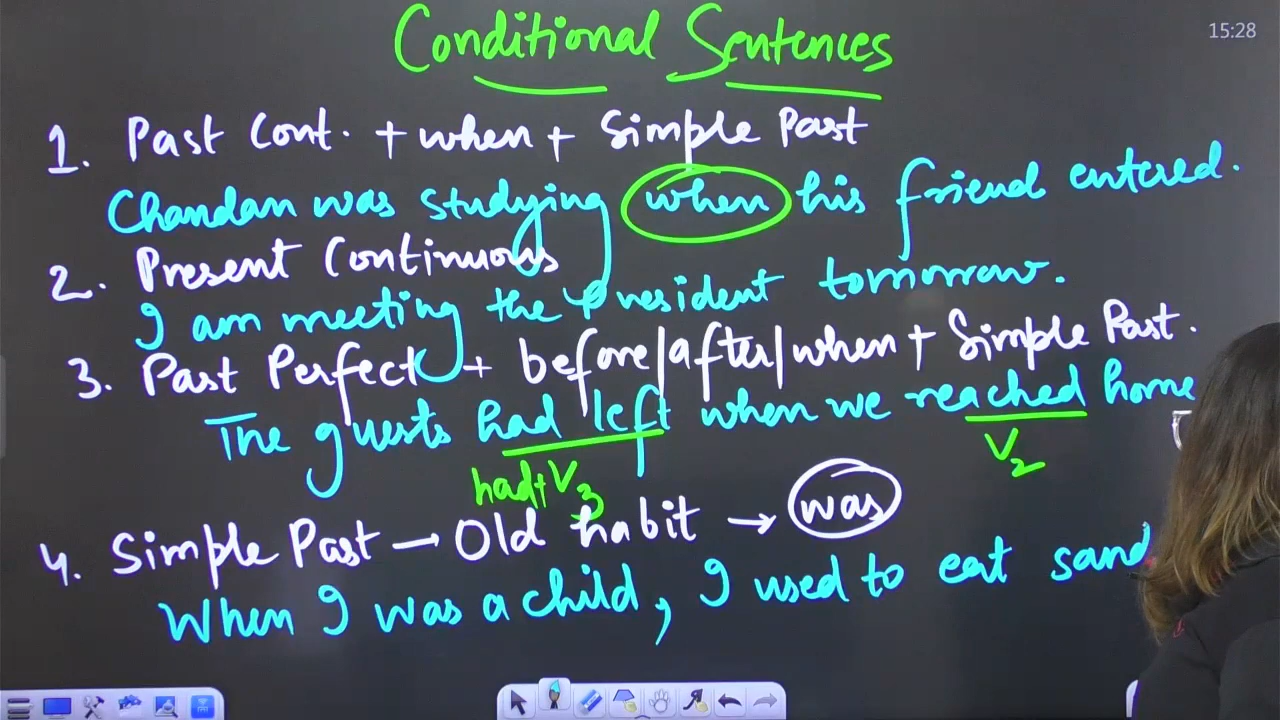 Conditional Sentences
15:28
1. Past Cont. + when + Simple Past
Chandan was studying when his friend entered.
2. Present Continuous
I am meeting the President tomorrow.
3. Past Perfect + before/after/when + Simple Past.
The guests had left when we reached home
had+V3
V2
4. Simple Past → Old habit → was
When I was a child, I used to eat sand